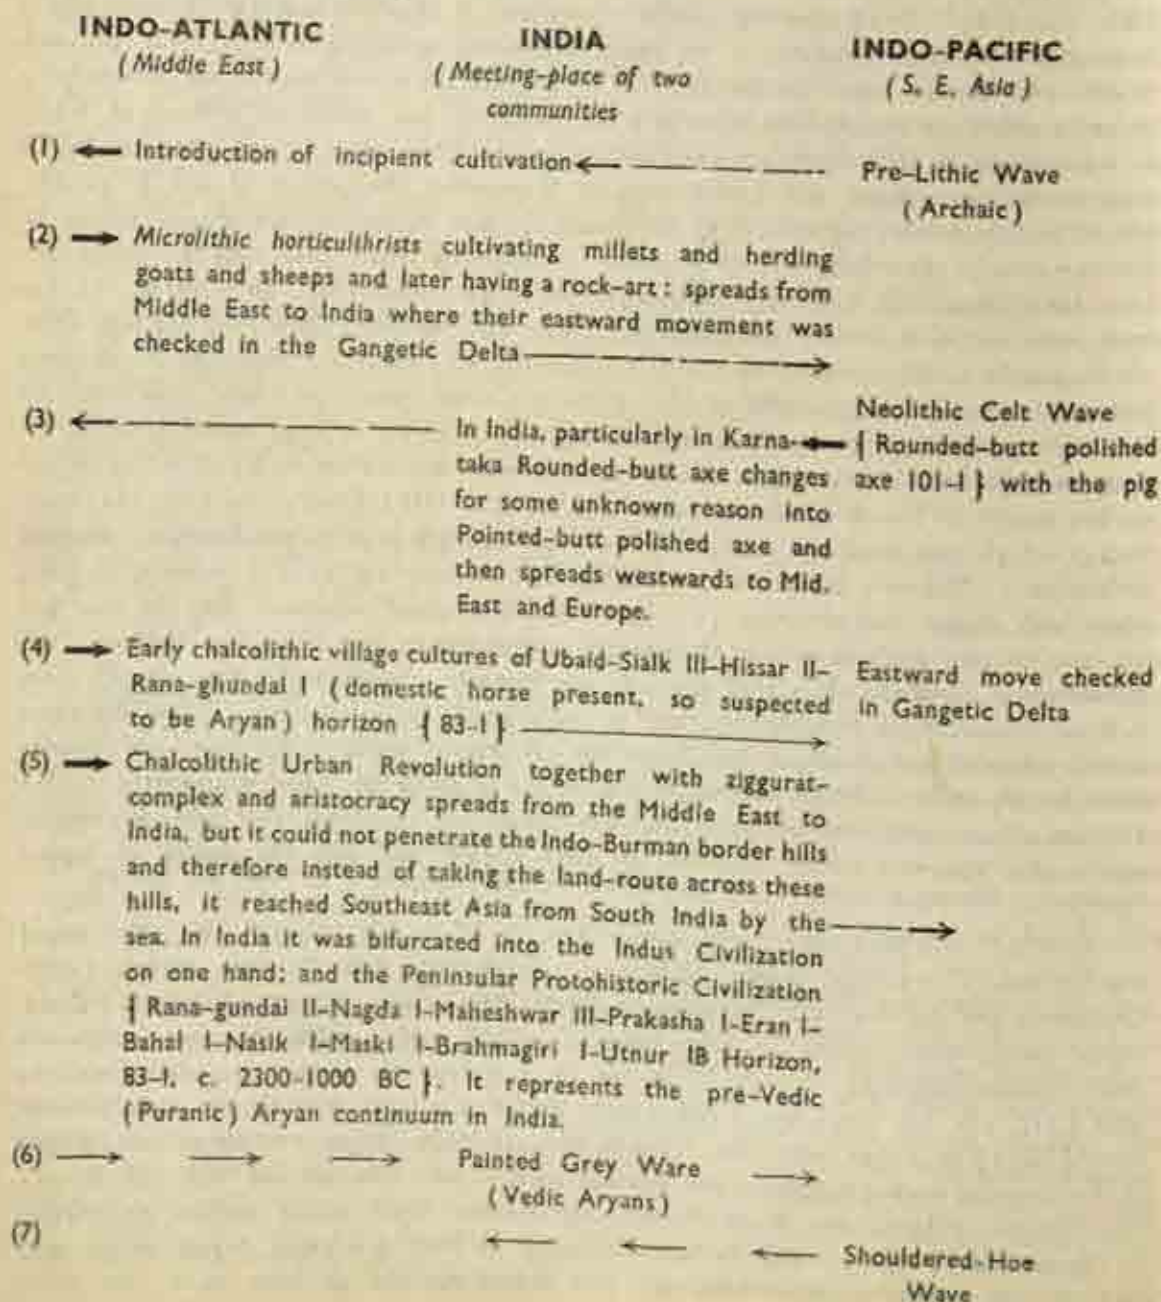 INDO-ATLANTIC
(Middle East)
INDIA
(Meeting-place of two
communities
INDO-PACIFIC
(S. E. Asia)
(1) ← Introduction of incipient cultivation ←
Pre-Lithic Wave
(Archaic)
(2) → Microlithic horticulthrists cultivating millets and herding
goats and sheeps and later having a rock-art: spreads from
Middle East to India where their eastward movement was
checked in the Gangetic Delta →
(3) ←
In India, particularly in Karna- ←
taka Rounded-butt axe changes
for some unknown reason into
Pointed-butt polished axe and
then spreads westwards to Mid.
East and Europe.
Neolithic Celt Wave
{ Rounded-butt polished
axe 101-I } with the pig
(4) → Early chalcolithic village cultures of Ubaid-Sialk III-Hissar II-
Rana-ghundai I (domestic horse present, so suspected
to be Aryan) horizon { 83-I } →
Eastward move checked
in Gangetic Delta
(5) → Chalcolithic Urban Revolution together with ziggurat-
complex and aristocracy spreads from the Middle East to
India, but it could not penetrate the Indo-Burman border hills
and therefore instead of taking the land-route across these
hills, it reached Southeast Asia from South India by the →
sea. In India it was bifurcated into the Indus Civilization
on one hand; and the Peninsular Protohistoric Civilization
{ Rana-gundai II-Nagda I-Maheshwar III-Prakasha I-Eran I-
Bahal I-Nasik I-Maski I-Brahmagiri I-Utnur IB Horizon,
83-I, c. 2300-1000 BC }. It represents the pre-Vedic
(Puranic) Aryan continuum in India.
(6) → → → Painted Grey Ware →
(Vedic Aryans)
(7) ← ← ← Shouldered-Hoe
Wave